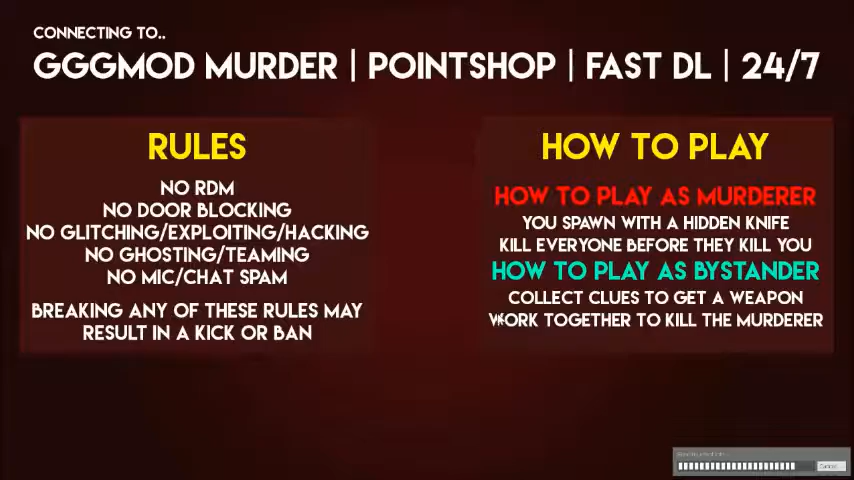 CONNECTING TO..
GGGMOD MURDER | POINTSHOP | FAST DL | 24/7
RULES
NO RDM
NO DOOR BLOCKING
NO GLITCHING/EXPLOITING/HACKING
NO GHOSTING/TEAMING
NO MIC/CHAT SPAM
BREAKING ANY OF THESE RULES MAY
RESULT IN A KICK OR BAN
HOW TO PLAY
HOW TO PLAY AS MURDERER
YOU SPAWN WITH A HIDDEN KNIFE
KILL EVERYONE BEFORE THEY KILL YOU
HOW TO PLAY AS BYSTANDER
COLLECT CLUES TO GET A WEAPON
WORK TOGETHER TO KILL THE MURDERER
Cancel